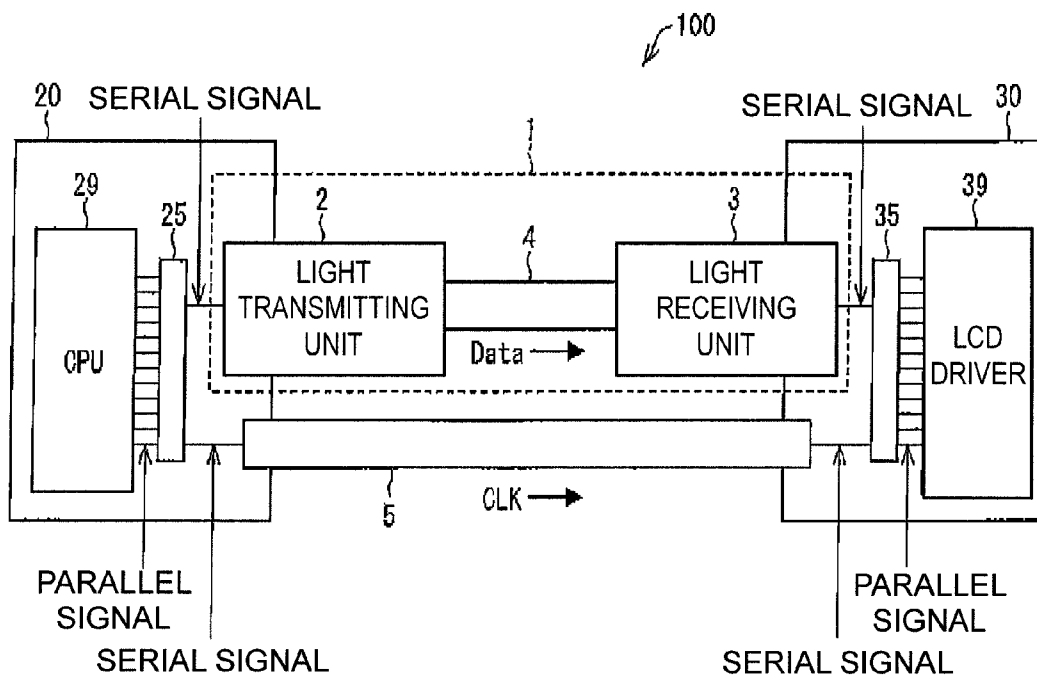 100
20
SERIAL SIGNAL
1
SERIAL SIGNAL
30
29
25
2
4
3
35
39
CPU
LIGHT
TRANSMITTING
UNIT
LIGHT
RECEIVING
UNIT
LCD
DRIVER
Data
CLK
5
PARALLEL
SIGNAL
PARALLEL
SIGNAL
SERIAL SIGNAL
SERIAL SIGNAL